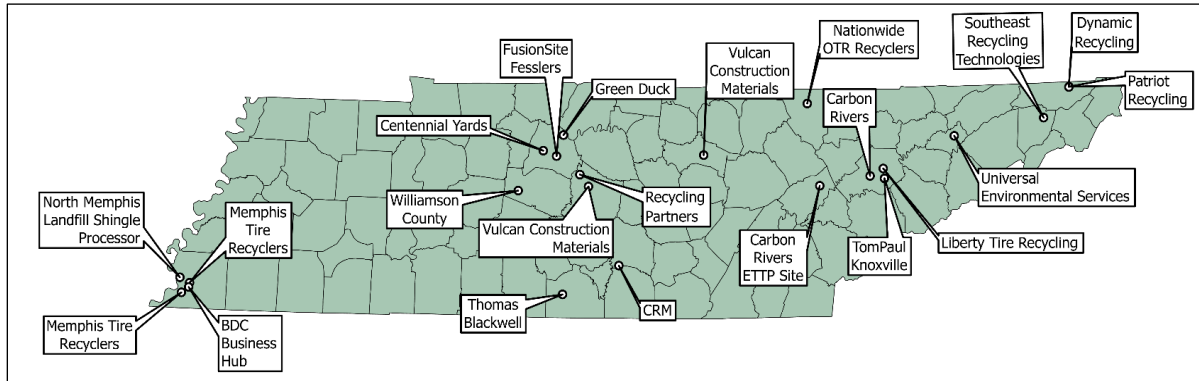 FusionSite
Fesslers
Green Duck
Vulcan
Construction
Materials
Nationwide
OTR Recyclers
Southeast
Recycling
Technologies
Dynamic
Recycling
Patriot
Recycling
Carbon
Rivers
Centennial Yards
Universal
Environmental Services
Williamson
County
Recycling
Partners
Vulcan Construction
Materials
North Memphis
Landfill Shingle
Processor
Memphis
Tire
Recyclers
Carbon
Rivers
ETTP Site
TomPaul
Knoxville
Liberty Tire Recycling
Thomas
Blackwell
CRM
Memphis Tire
Recyclers
BDC
Business
Hub